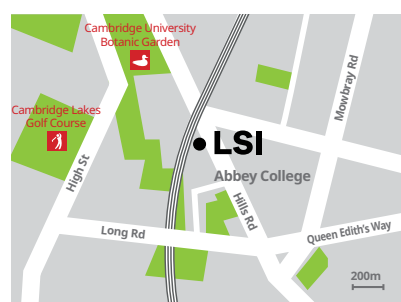 Cambridge University
Botanic Garden
Mowbray Rd
Cambridge Lakes
Golf Course
LSI
High St
Abbey College
Hills Rd
Long Rd
Queen Edith's Way
200m